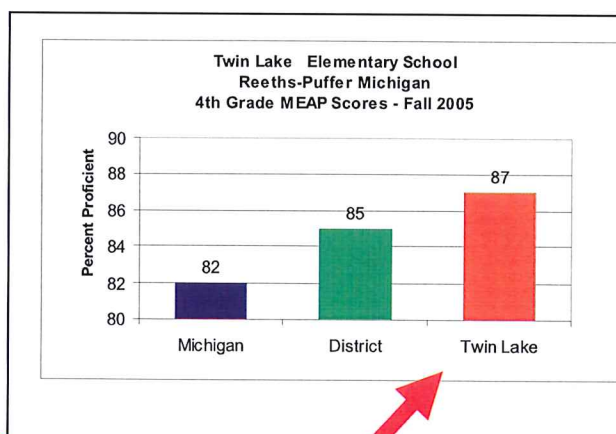 Twin Lake Elementary School
Reeths-Puffer Michigan
4th Grade MEAP Scores - Fall 2005
Percent Proficient
90
88
86
84
82
80
82
85
87
Michigan
District
Twin Lake